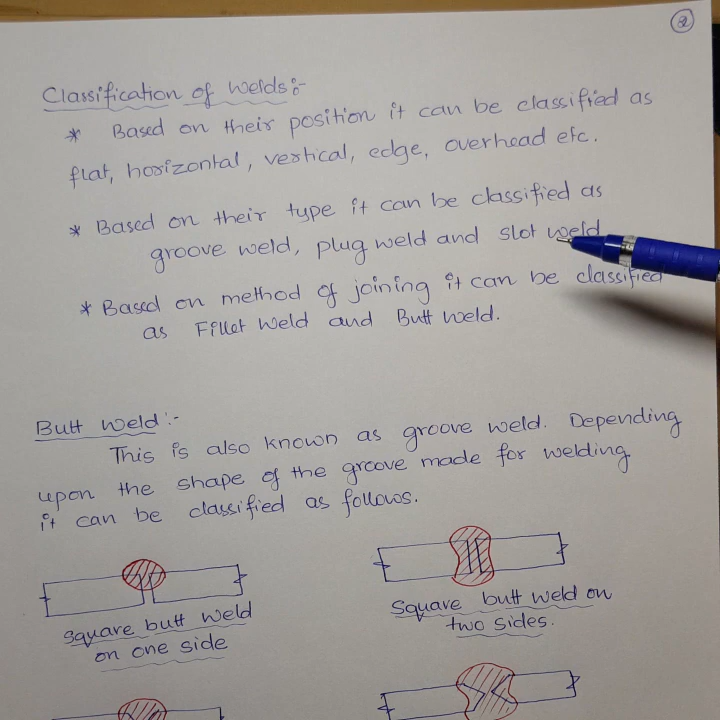 2
Classification of welds:-
* Based on their position it can be classified as
flat, horizontal, vertical, edge, overhead etc.
* Based on their type it can be classified as
groove weld, plug weld and slot weld
* Based on method of joining it can be classified
as Fillet weld and Butt weld.
Butt weld:-
This is also known as groove weld. Depending
upon the shape of the groove made for welding
it can be classified as follows.
Square butt weld
on one side
Square butt weld on
two sides.